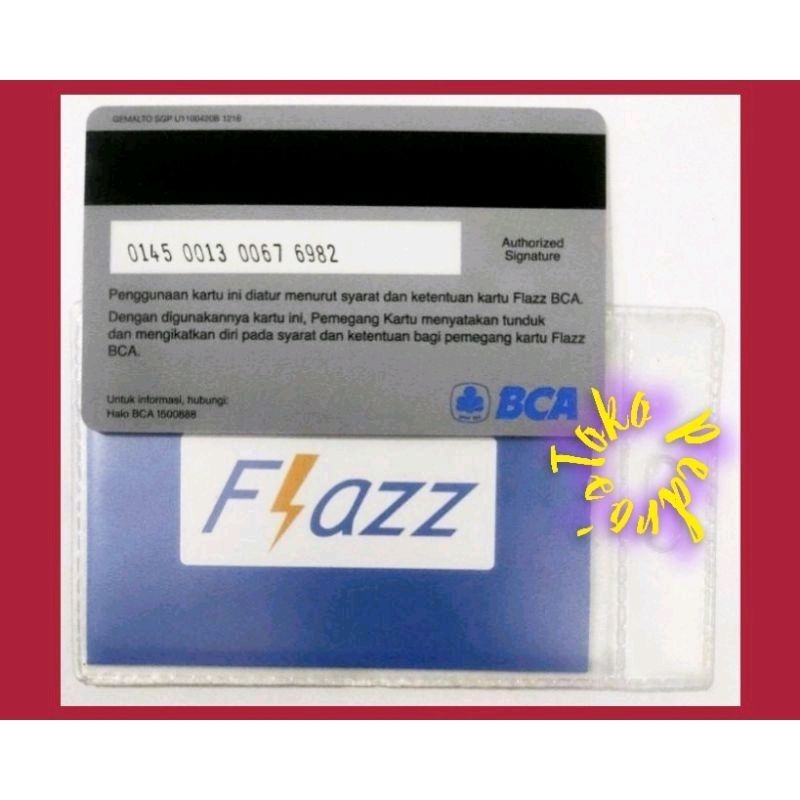 GEMALTO SGP U1100420B 1216
0145 0013 0067 6982
Authorized
Signature
Penggunaan kartu ini diatur menurut syarat dan ketentuan kartu Flazz BCA.
Dengan digunakannya kartu ini, Pemegang Kartu menyatakan tunduk
dan mengikatkan diri pada syarat dan ketentuan bagi pemegang kartu Flazz
BCA.
Untuk informasi, hubungi:
Halo BCA 1500888
BCA
Flazz
Toko pedro